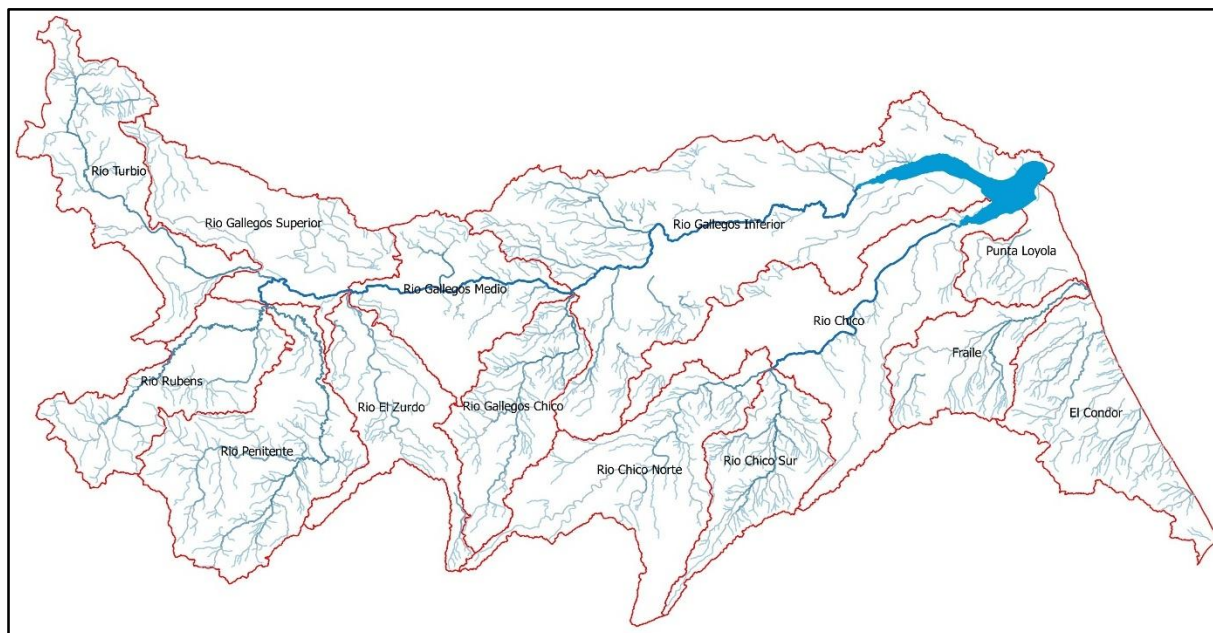 Rio Turbio
Rio Gallegos Superior
Rio Gallegos Inferior
Punta Loyola
Rio Gallegos Medio
Rio Chico
Fraile
Rio Rubens
Rio El Zurdo
Rio Gallegos Chico
El Condor
Rio Penitente
Rio Chico Norte
Rio Chico Sur